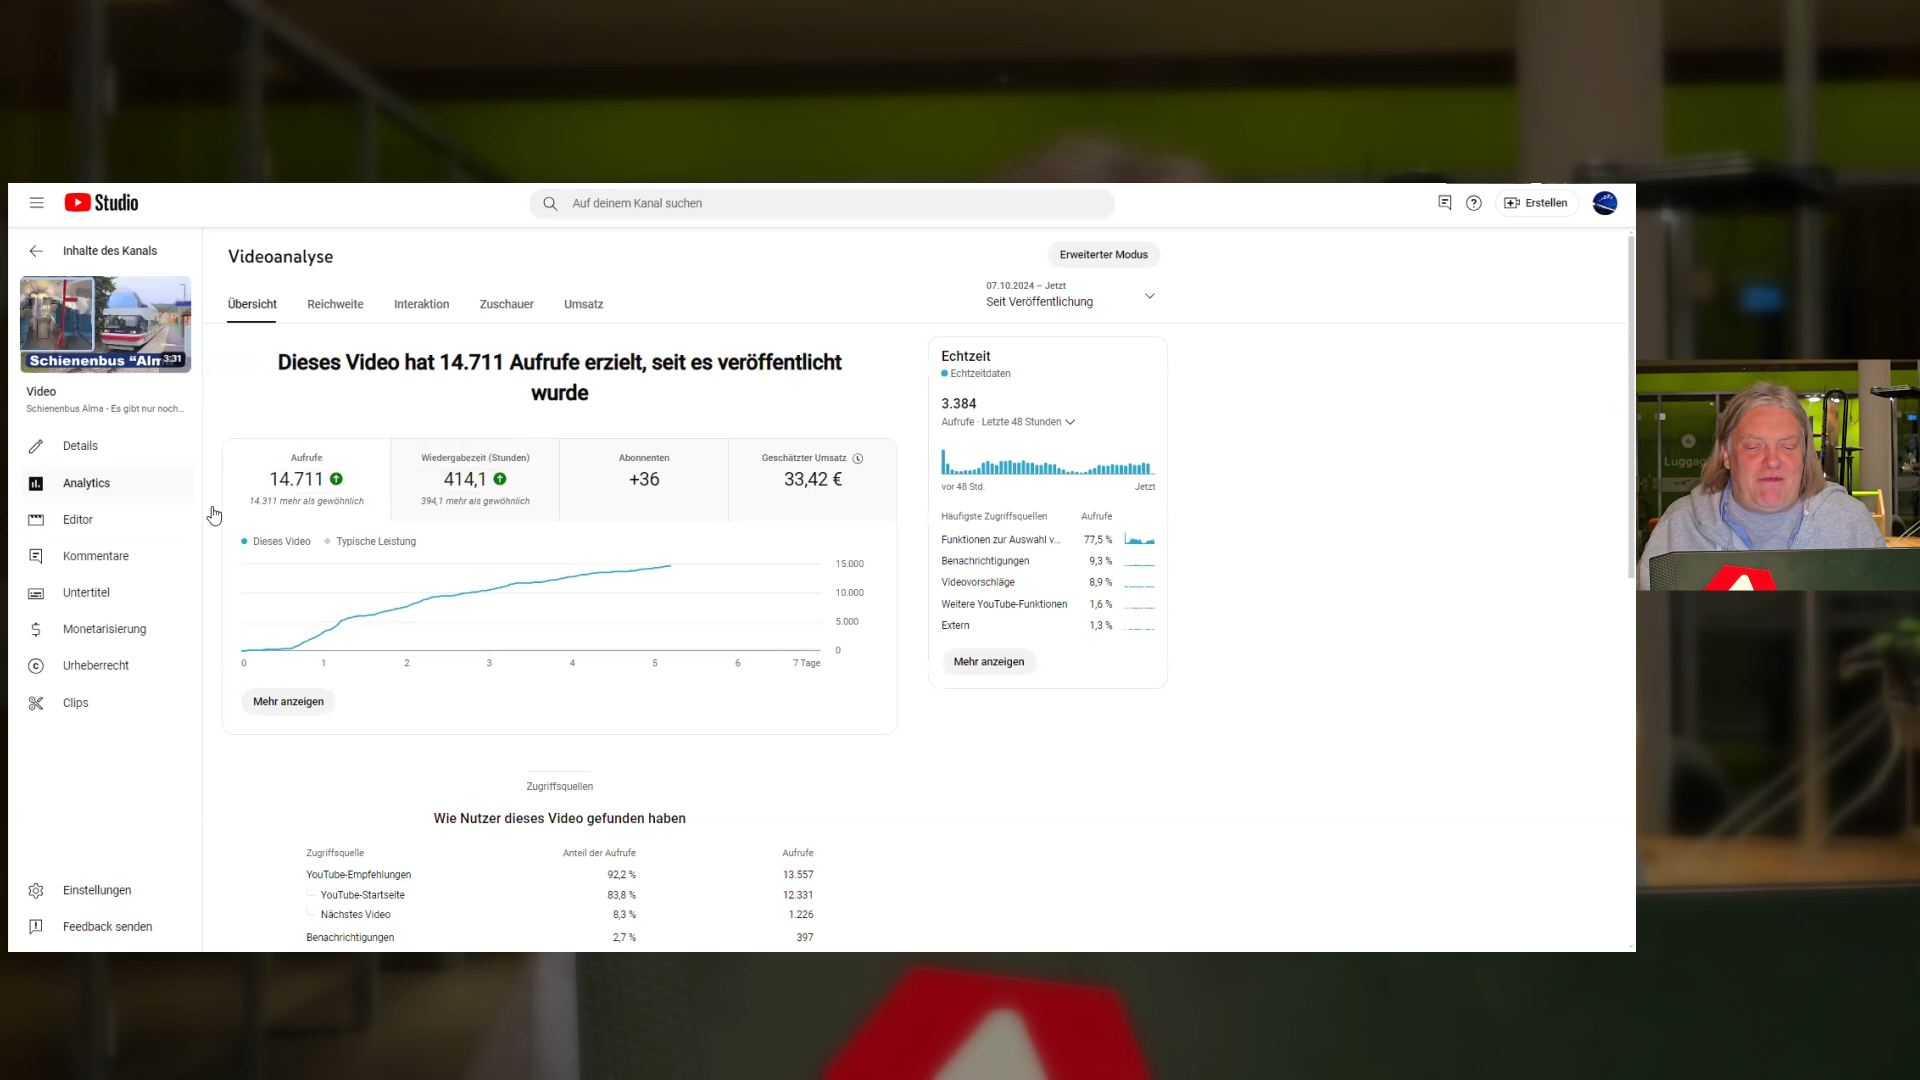 Studio
Auf deinem Kanal suchen
Erstellen
Inhalte des Kanals
Schienenbus "Alm
3:31
Video
Schienenbus Alma - Es gibt nur noch...
Details
Analytics
Editor
Kommentare
Untertitel
Monetarisierung
Urheberrecht
Clips
Einstellungen
Feedback senden
Videoanalyse
Erweiterter Modus
Übersicht
Reichweite
Interaktion
Zuschauer
Umsatz
07.10.2024 – Jetzt
Seit Veröffentlichung
Dieses Video hat 14.711 Aufrufe erzielt, seit es veröffentlicht
wurde
Aufrufe
14.711
14.311 mehr als gewöhnlich
Wiedergabezeit (Stunden)
414,1
394,1 mehr als gewöhnlich
Abonnenten
+36
Geschätzter Umsatz
33,42 €
Dieses Video
Typische Leistung
15.000
10.000
5.000
0
0 1 2 3 4 5 6 7 Tage
Mehr anzeigen
Zugriffsquellen
Wie Nutzer dieses Video gefunden haben
Zugriffsquelle Anteil der Aufrufe Aufrufe
YouTube-Empfehlungen 92,2 % 13.557
YouTube-Startseite 83,8 % 12.331
Nächstes Video 8,3 % 1.226
Benachrichtigungen 2,7 % 397
Echtzeit
Echtzeitdaten
3.384
Aufrufe · Letzte 48 Stunden
vor 48 Std. Jetzt
Häufigste Zugriffsquellen Aufrufe
Funktionen zur Auswahl v... 77,5 %
Benachrichtigungen 9,3 %
Videovorschläge 8,9 %
Weitere YouTube-Funktionen 1,6 %
Extern 1,3 %
Mehr anzeigen
Lugga